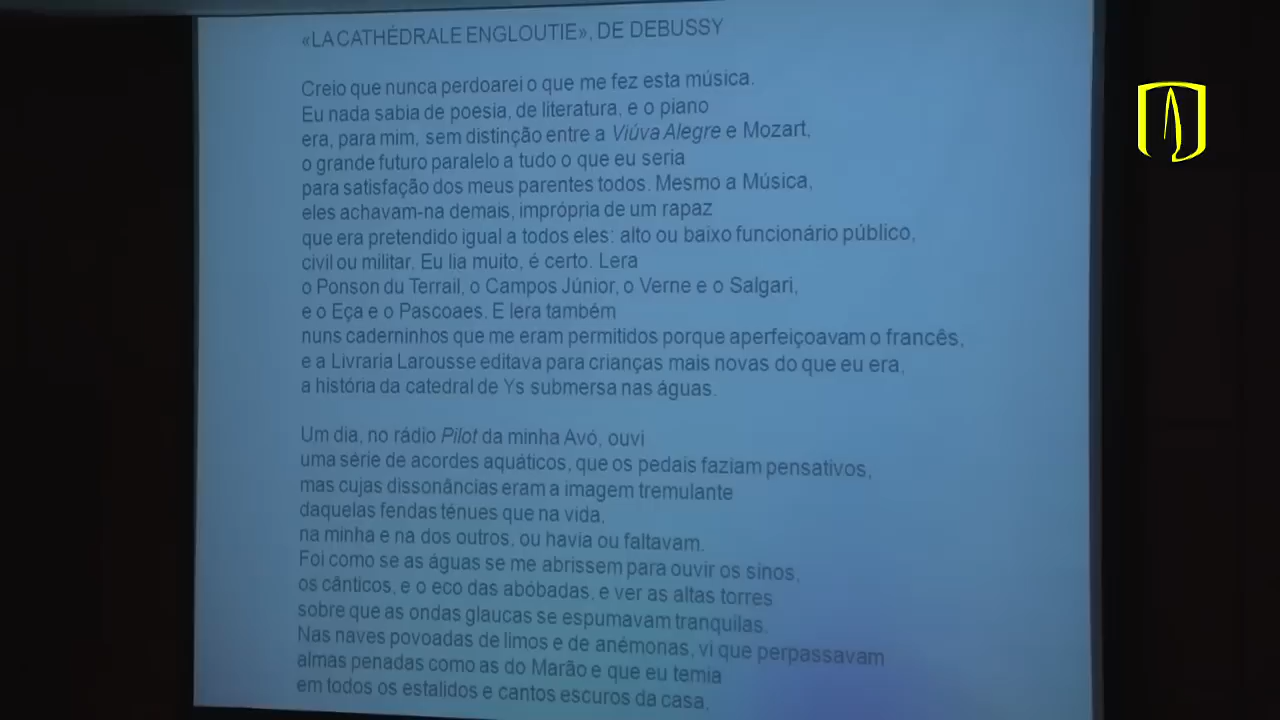 «LA CATHÉDRALE ENGLOUTIE», DE DEBUSSY
Creio que nunca perdoarei o que me fez esta música.
Eu nada sabia de poesia, de literatura, e o piano
era, para mim, sem distinção entre a Viúva Alegre e Mozart,
o grande futuro paralelo a tudo o que eu seria
para satisfação dos meus parentes todos. Mesmo a Música,
eles achavam-na demais, imprópria de um rapaz
que era pretendido igual a todos eles: alto ou baixo funcionário público,
civil ou militar. Eu lia muito, é certo. Lera
o Ponson du Terrail, o Campos Júnior, o Verne e o Salgari,
e o Eça e o Pascoaes. E lera também
nuns caderninhos que me eram permitidos porque aperfeiçoavam o francês,
e a Livraria Larousse editava para crianças mais novas do que eu era,
a história da catedral de Ys submersa nas águas.
Um dia, no rádio Pilot da minha Avó, ouvi
uma série de acordes aquáticos, que os pedais faziam pensativos,
mas cujas dissonâncias eram a imagem tremulante
daquelas fendas ténues que na vida,
na minha e na dos outros, ou havia ou faltavam.
Foi como se as águas se me abrissem para ouvir os sinos,
os cânticos, e o eco das abóbadas, e ver as altas torres
sobre que as ondas glaucas se espumavam tranquilas.
Nas naves povoadas de limos e de anémonas, vi que perpassavam
almas penadas como as do Marão e que eu temia
em todos os estalidos e cantos escuros da casa.